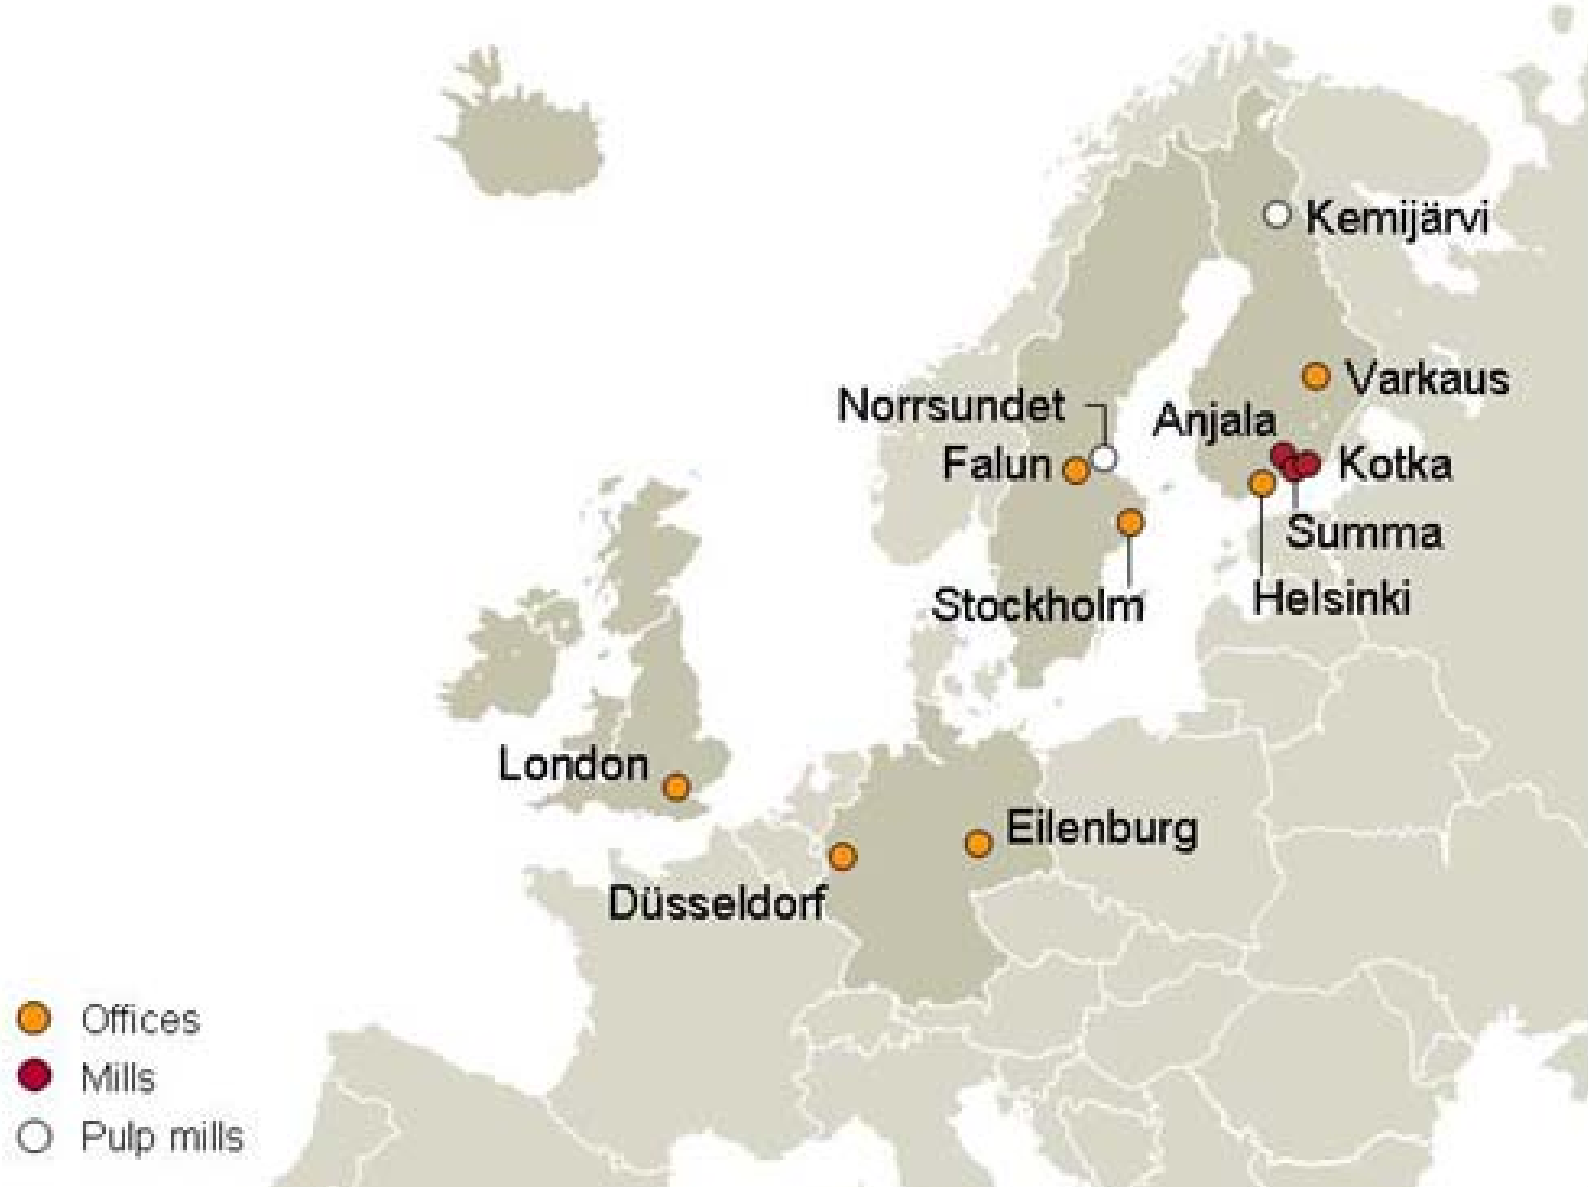 Kemijärvi
Varkaus
Norrsundet
Anjala
Falun
Kotka
Summa
Stockholm
Helsinki
London
Eilenburg
Düsseldorf
Offices
Mills
Pulp mills